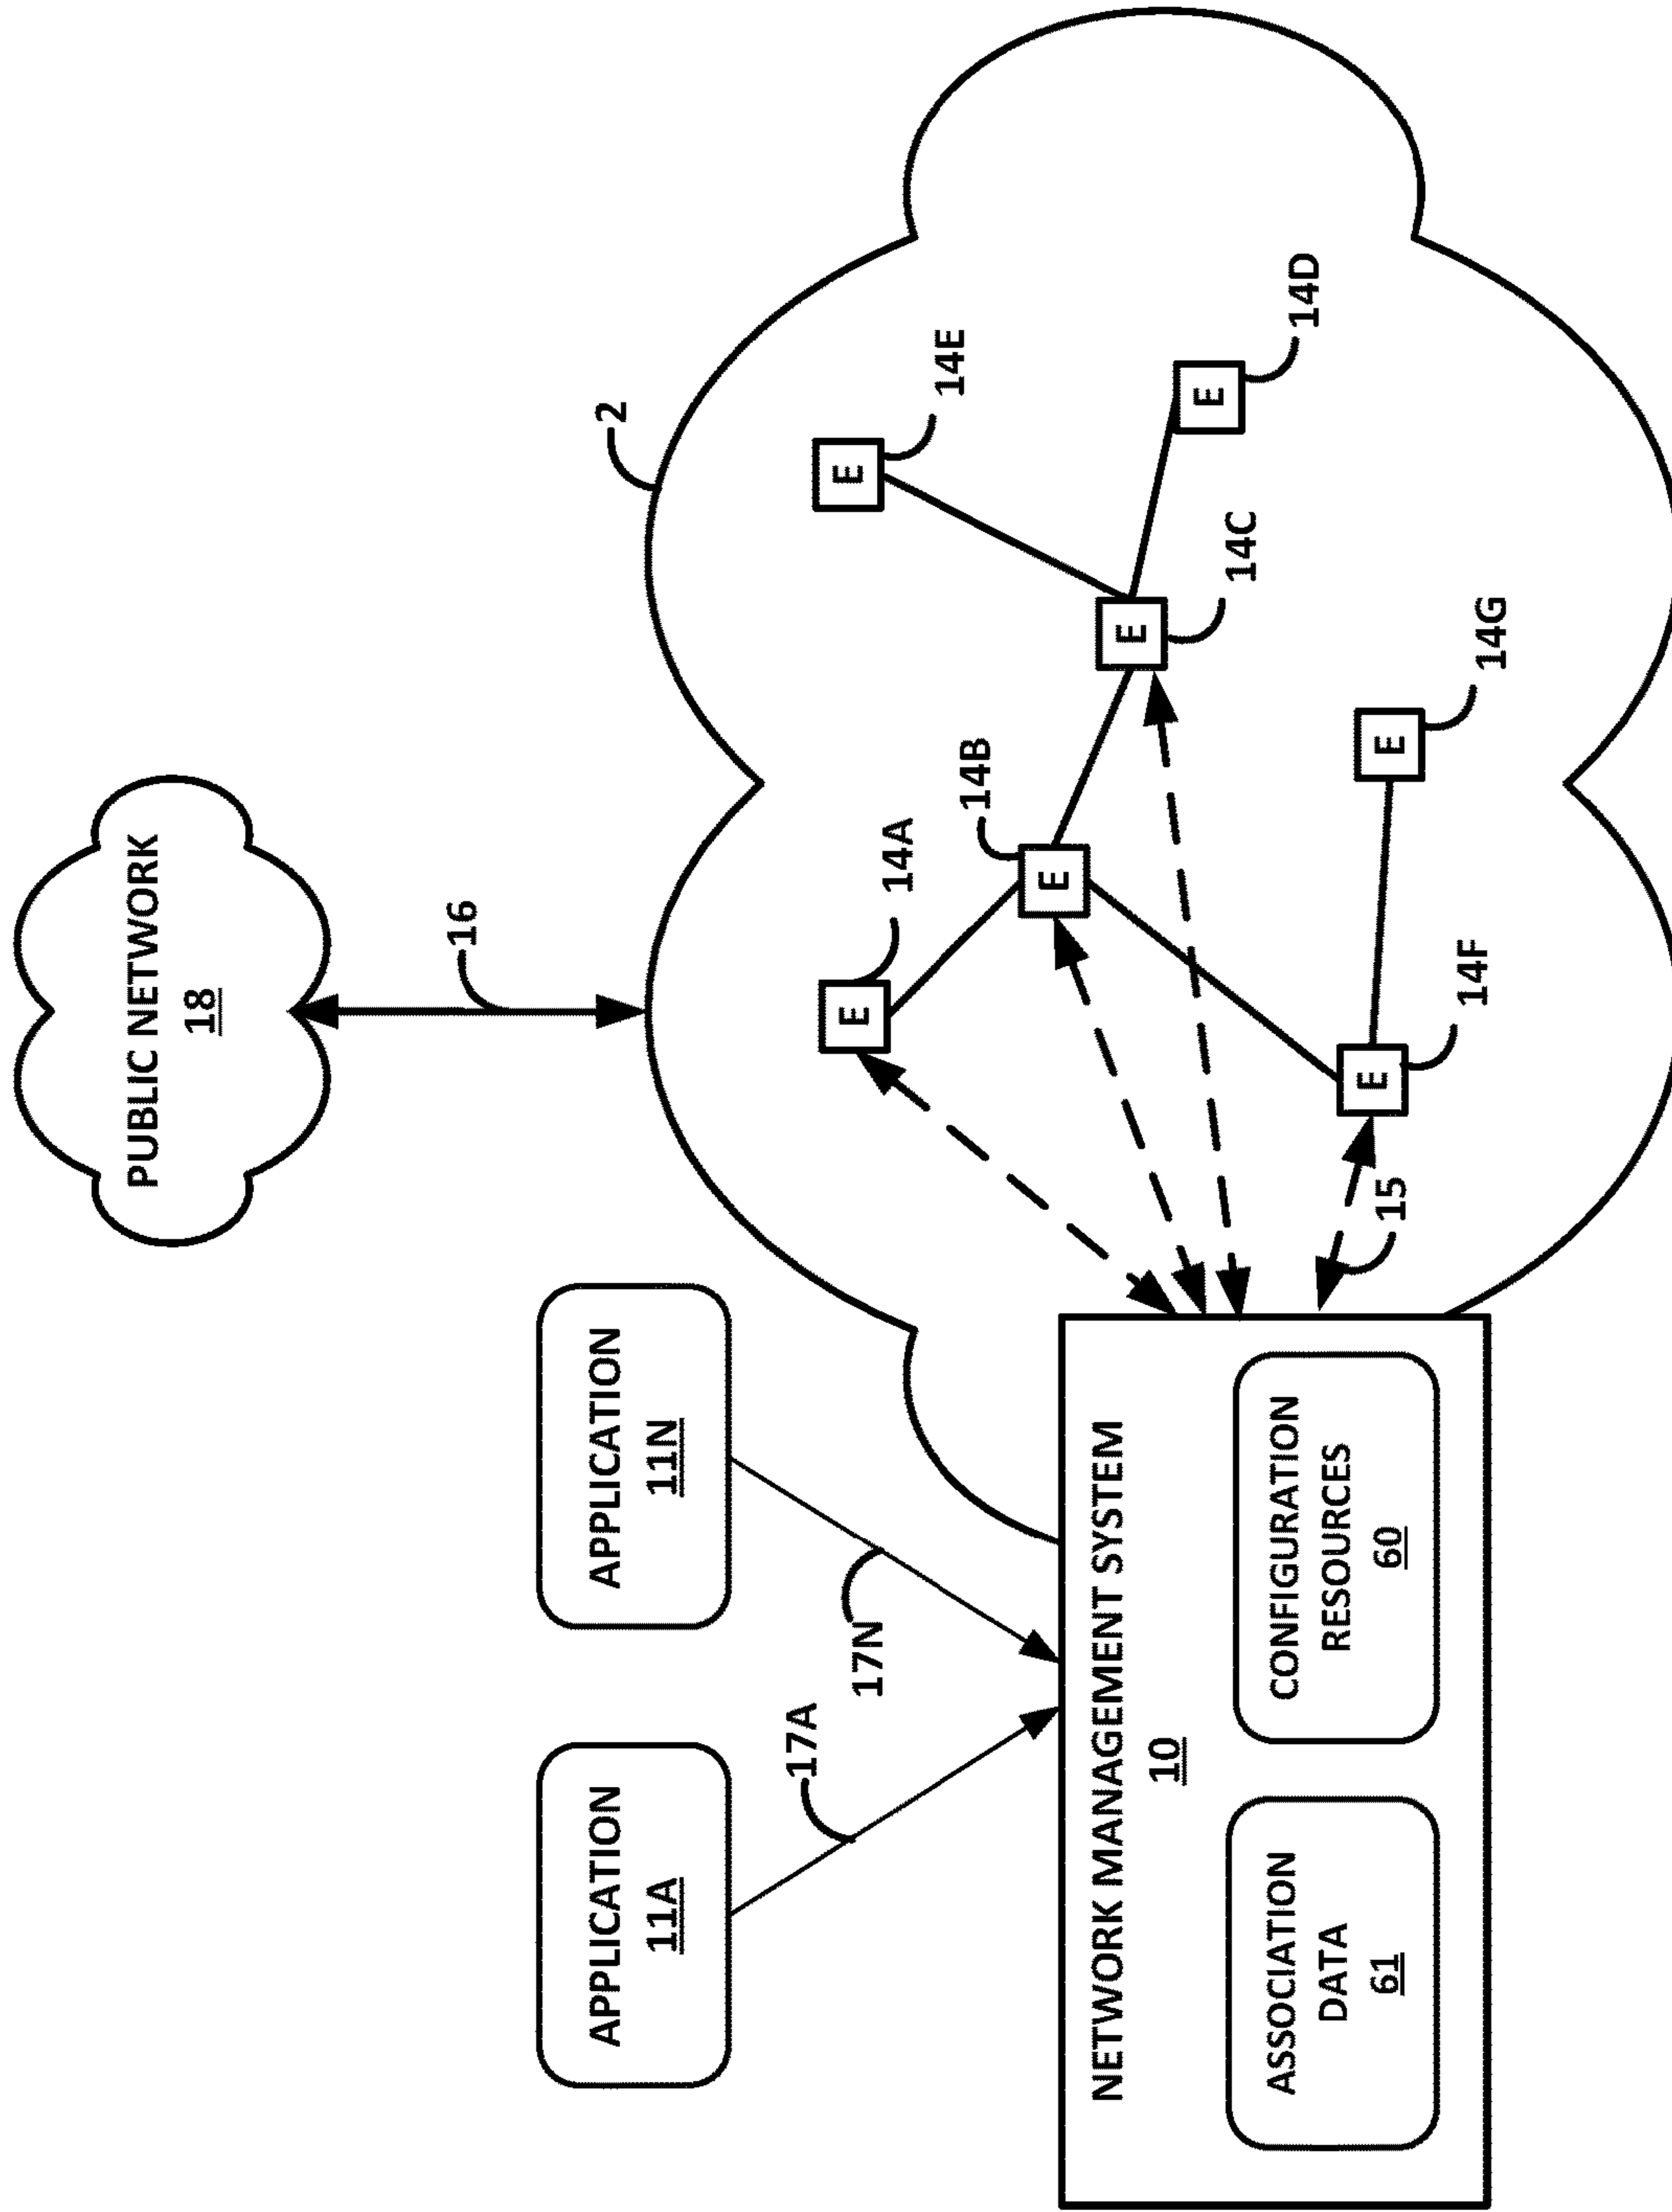 PUBLIC NETWORK
18
16
2
APPLICATION
11A
APPLICATION
11N
17A
17N
NETWORK MANAGEMENT SYSTEM
10
ASSOCIATION
DATA
61
CONFIGURATION
RESOURCES
60
15
E
14A
E
14B
E
14C
E
14D
E
14E
E
14F
E
14G